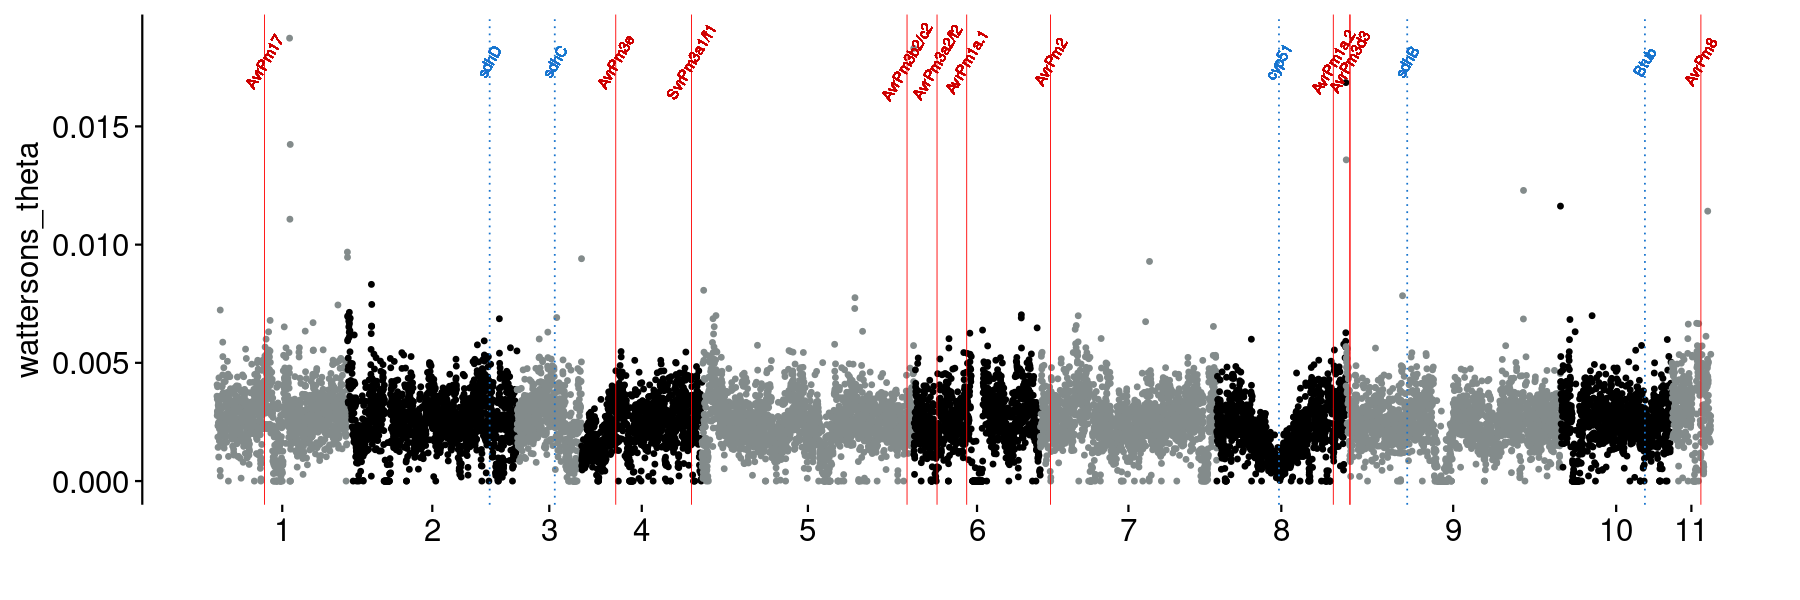 AvrPm17
sdhD
sdhC
AvrPm3e
SvrPm3a1/f1
AvrPm3b2/c2
AvrPm3a2/f2
AvrPm1a.1
AvrPm2
cyp51
AvrPm1a.2
AvrPm3d3
sdhB
Btub
AvrPm8
wattersons_theta
0.015
0.010
0.005
0.000
1 2 3 4 5 6 7 8 9 10 11